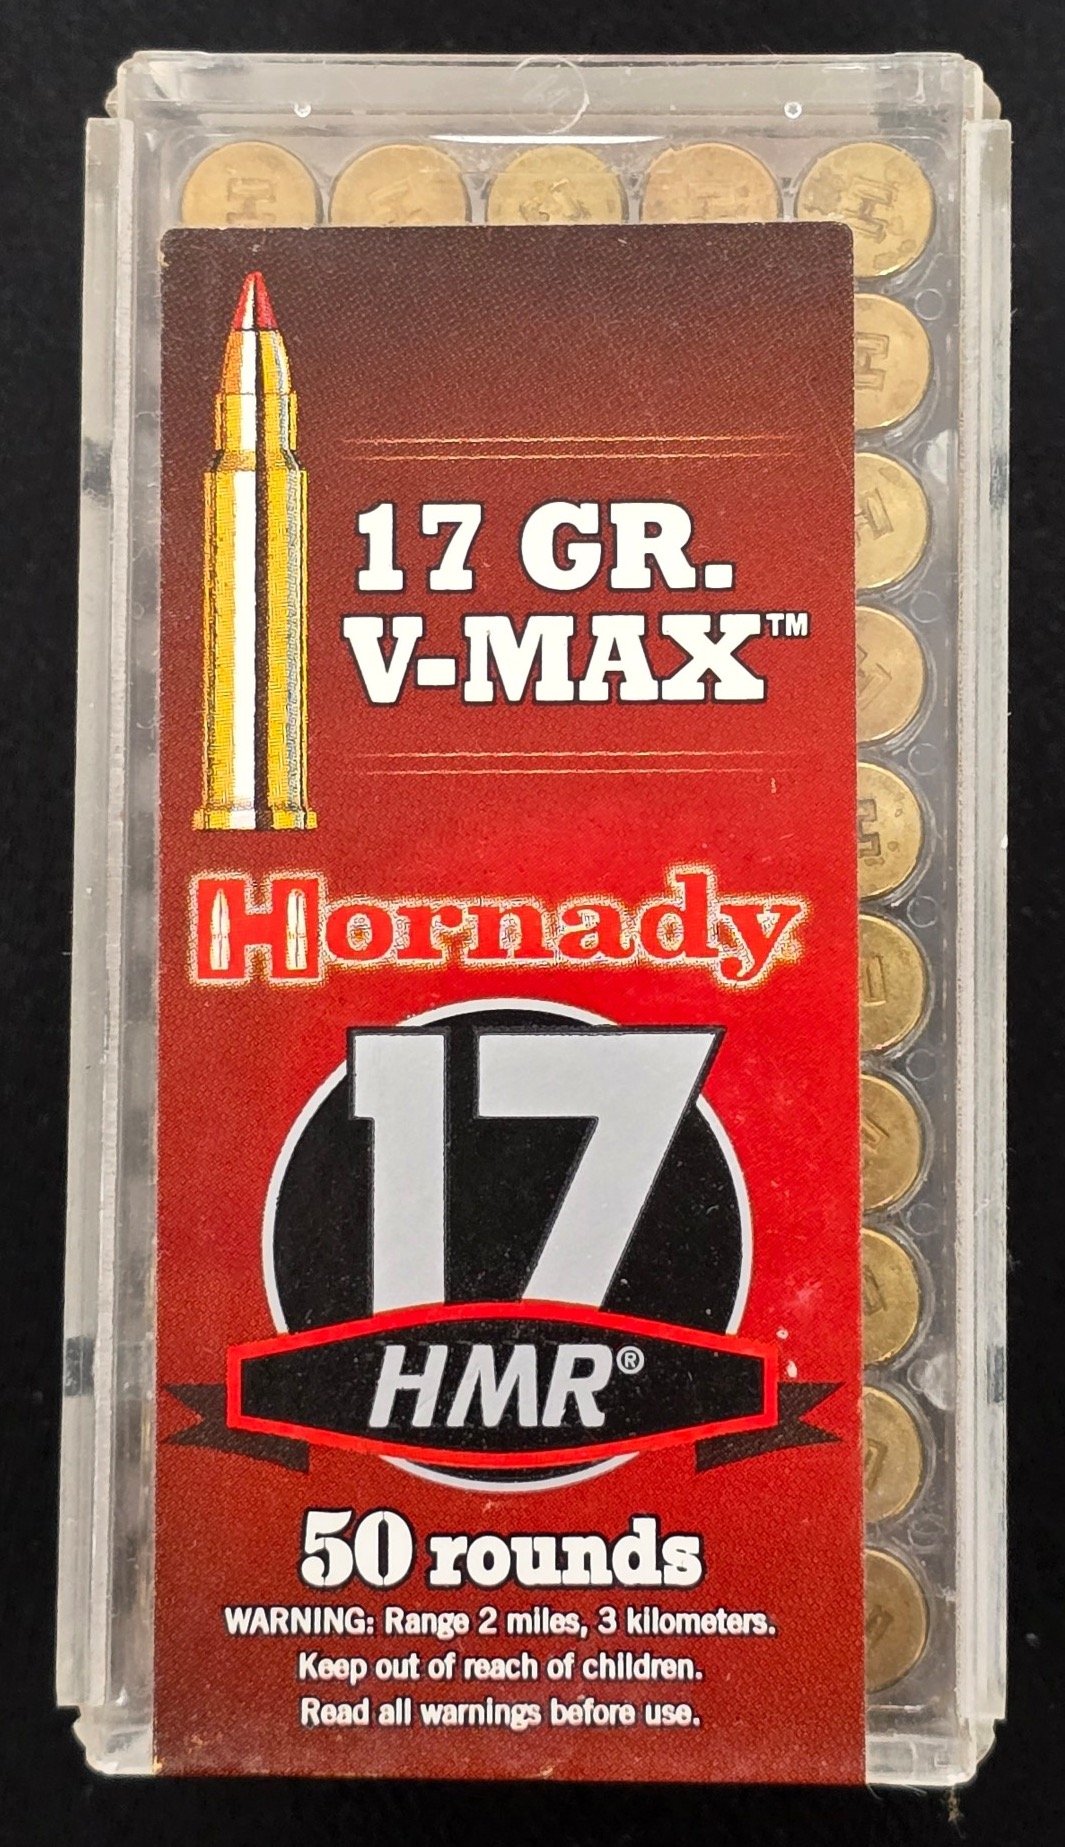 H H H H H
H
H
H
H
17 GR.
V-MAX™
Hornady
17
HMR®
50 rounds
WARNING: Range 2 miles, 3 kilometers.
Keep out of reach of children.
Read all warnings before use.